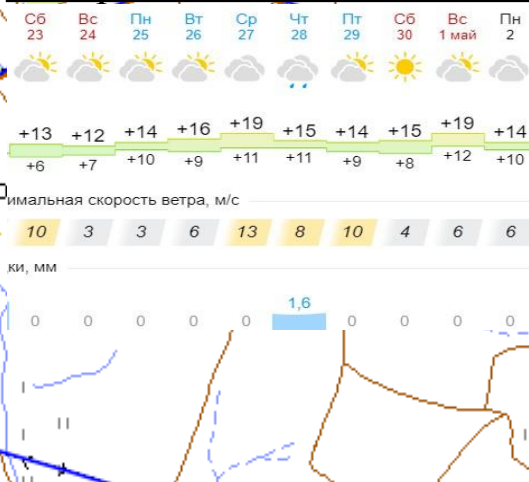 Сб Вс Пн Вт Ср Чт Пт Сб Вс Пн
23 24 25 26 27 28 29 30 1 май 2
+13 +12 +14 +16 +19 +15 +14 +15 +19 +14
+6 +7 +10 +9 +11 +11 +9 +8 +12 +10
имальная скорость ветра, м/с
10 3 3 6 13 8 10 4 6 6
ки, мм
1,6
0 0 0 0 0 0 0 0 0